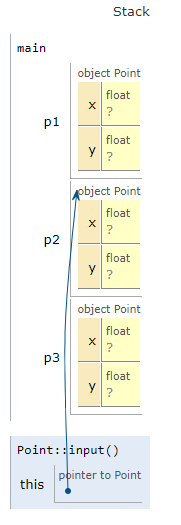 Stack
main
p1
object Point
x
float
?
y
float
?
p2
object Point
x
float
?
y
float
?
p3
object Point
x
float
?
y
float
?
Point::input()
this
pointer to Point